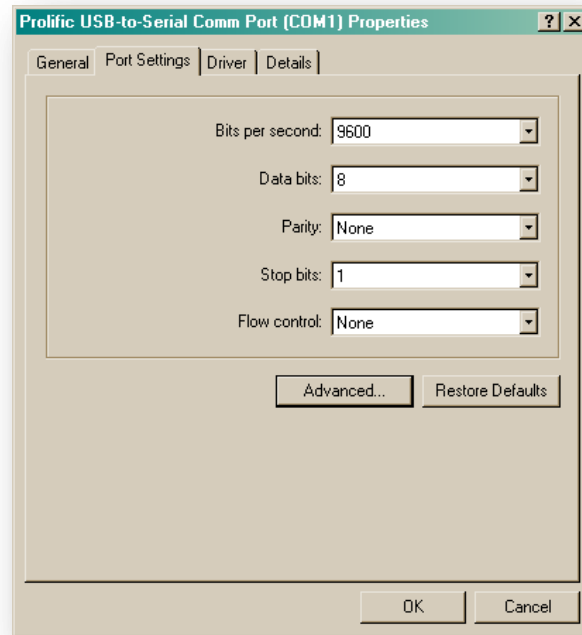 Prolific USB-to-Serial Comm Port (COM1) Properties
General Port Settings Driver Details
Bits per second: 9600
Data bits: 8
Parity: None
Stop bits: 1
Flow control: None
Advanced... Restore Defaults
OK Cancel